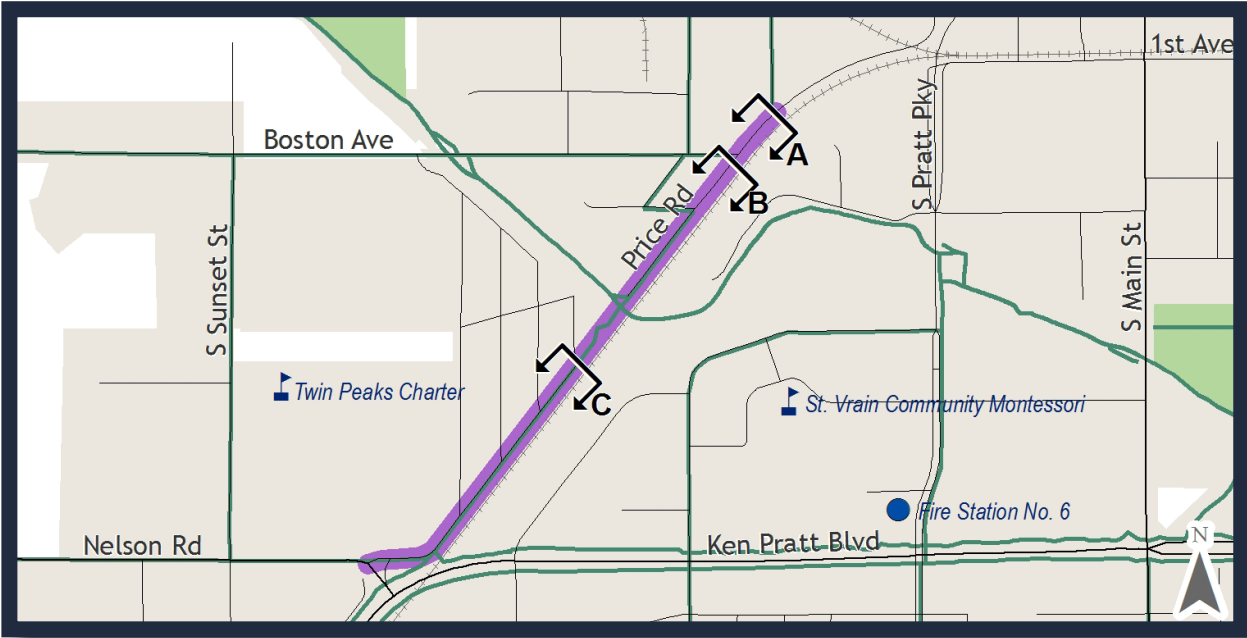 1st Ave
S Pratt Pky
Boston Ave
A
B
Price Rd
S Sunset St
S Main St
Twin Peaks Charter
C
St. Vrain Community Montessori
Fire Station No. 6
Nelson Rd
Ken Pratt Blvd
N